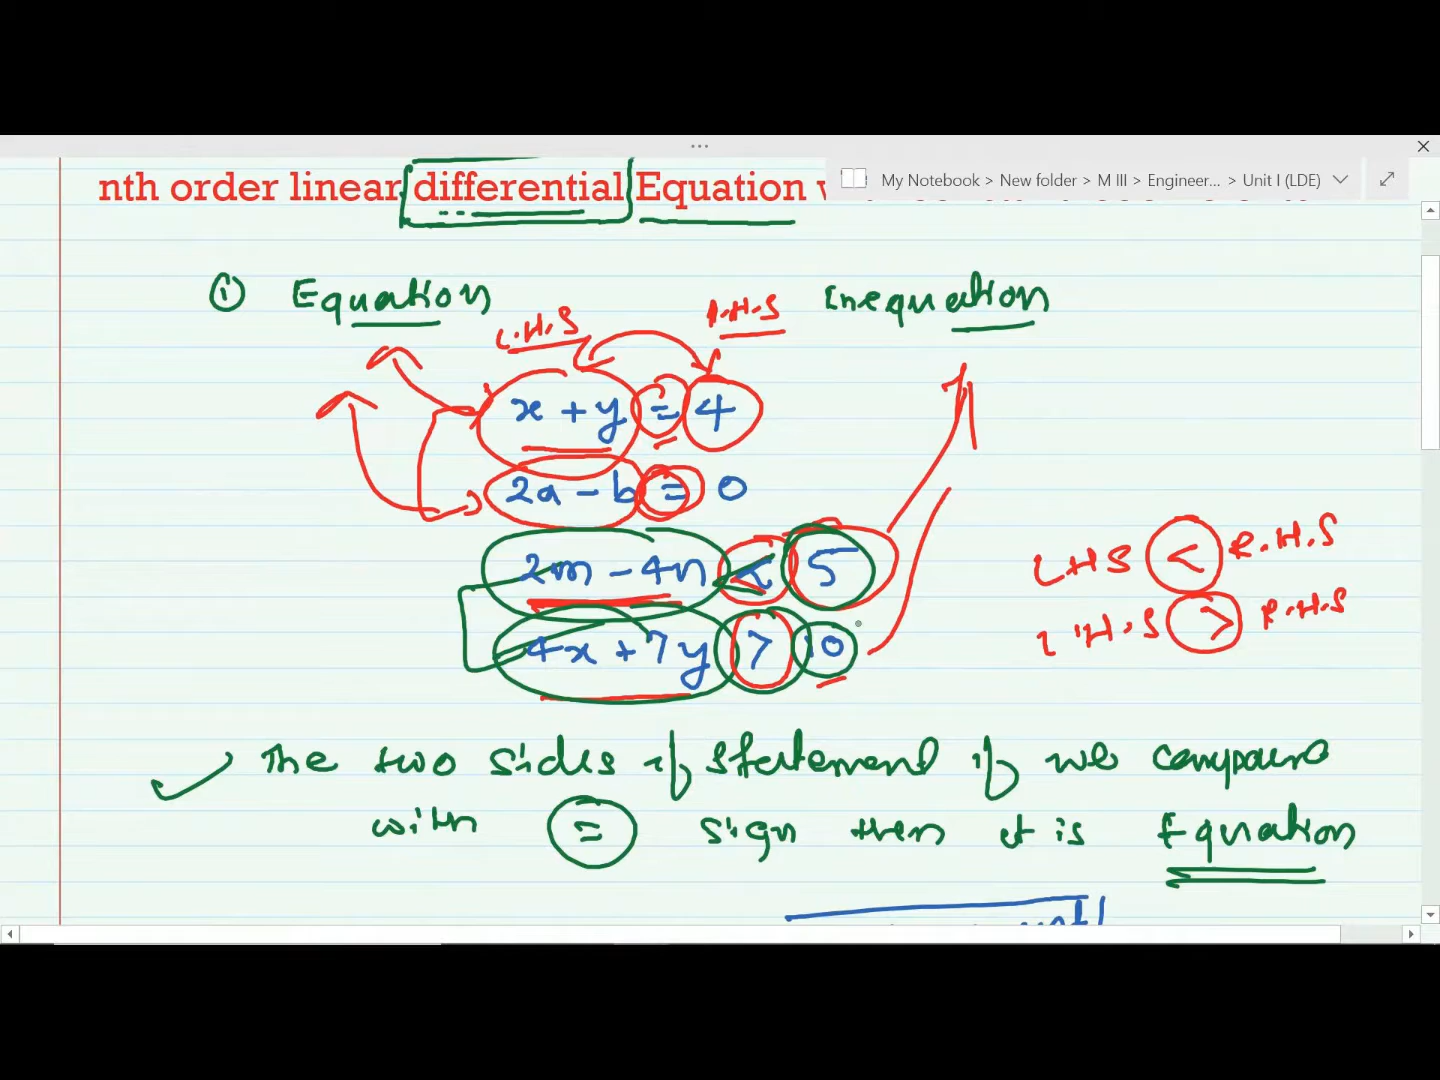 nth order linear differential Equation
My Notebook > New folder > M III > Engineer... > Unit I (LDE)
① Equation Inequation
L.H.S R.H.S
x + y = 4
2a - b = 0
2m - 4n < 5
4x + 7y > 10
LHS < R.H.S
L.H.S > R.H.S
The two sides of statement if we compare
with = sign then it is Equation